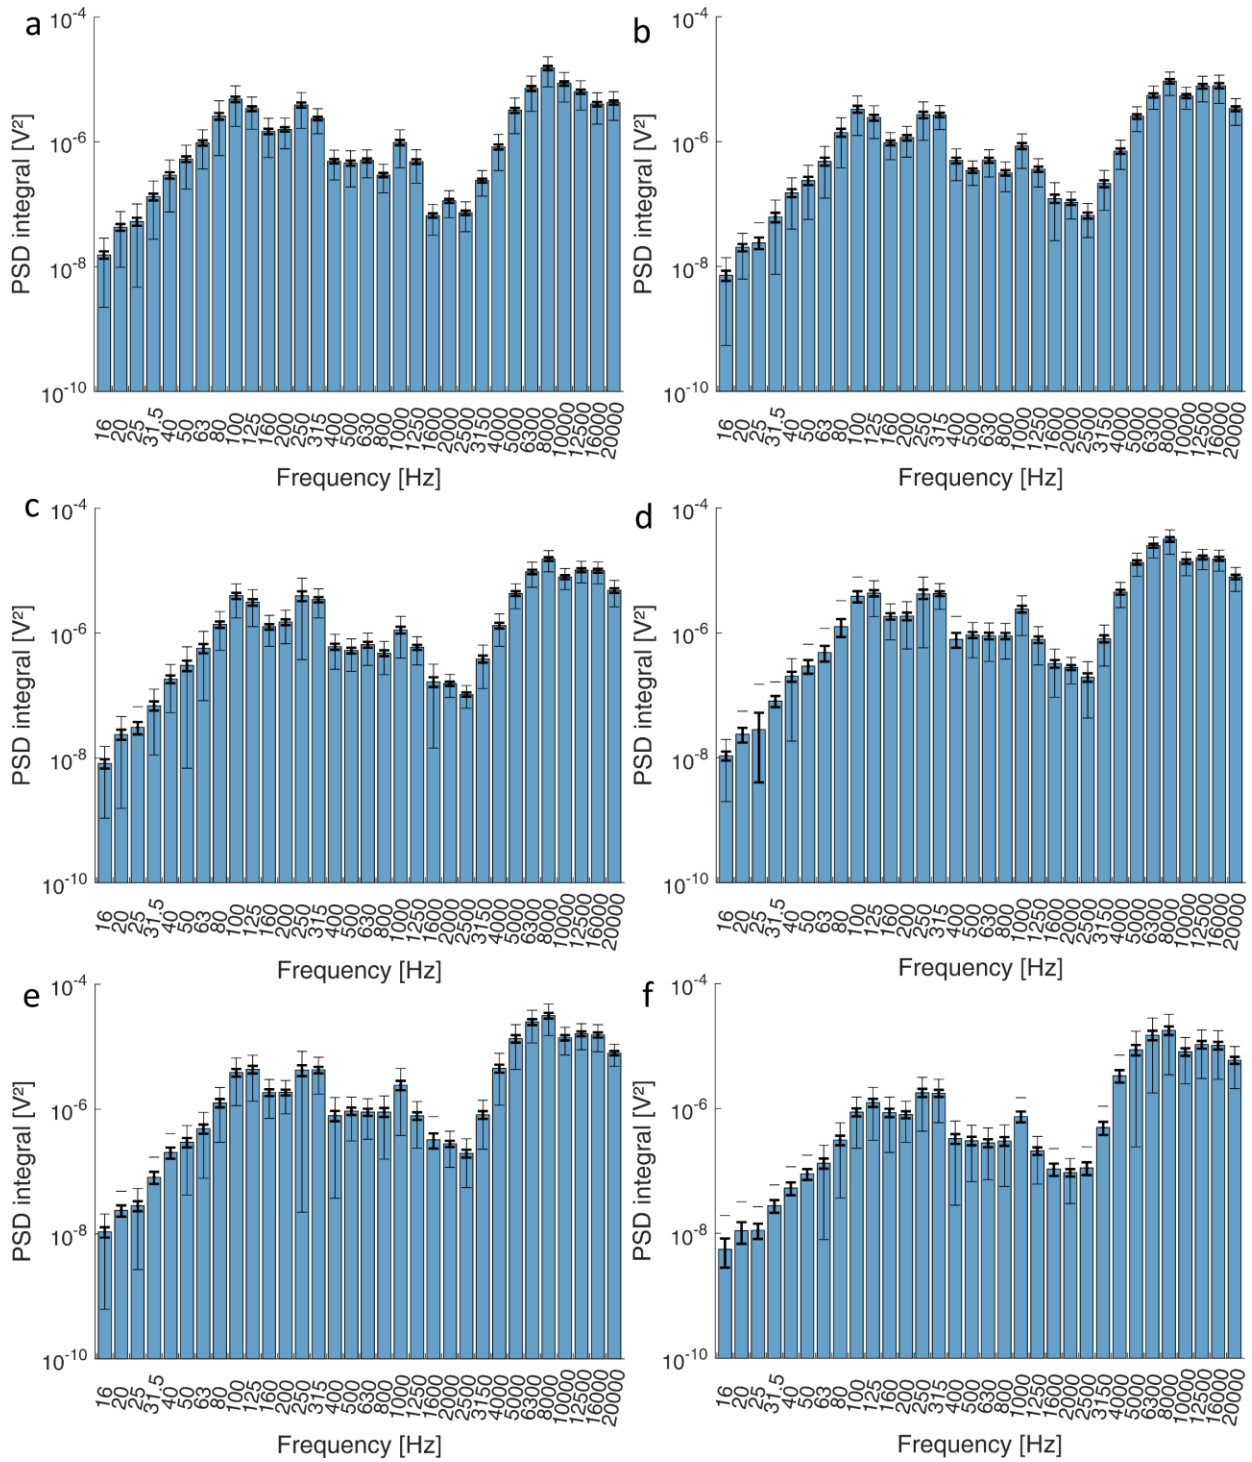 a
10⁻⁴
10⁻⁶
10⁻⁸
10⁻¹⁰
PSD integral [V²]
16 20 25 31.5 40 50 63 80 100 125 160 200 250 315 400 500 630 800 1000 1250 1600 2000 2500 3150 4000 5000 6300 8000 10000 12500 16000 20000
Frequency [Hz]
b
10⁻⁴
10⁻⁶
10⁻⁸
10⁻¹⁰
PSD integral [V²]
16 20 25 31.5 40 50 63 80 100 125 160 200 250 315 400 500 630 800 1000 1250 1600 2000 2500 3150 4000 5000 6300 8000 10000 12500 16000 20000
Frequency [Hz]
c
10⁻⁴
10⁻⁶
10⁻⁸
10⁻¹⁰
PSD integral [V²]
16 20 25 31.5 40 50 63 80 100 125 160 200 250 315 400 500 630 800 1000 1250 1600 2000 2500 3150 4000 5000 6300 8000 10000 12500 16000 20000
Frequency [Hz]
d
10⁻⁴
10⁻⁶
10⁻⁸
10⁻¹⁰
PSD integral [V²]
16 20 25 31.5 40 50 63 80 100 125 160 200 250 315 400 500 630 800 1000 1250 1600 2000 2500 3150 4000 5000 6300 8000 10000 12500 16000 20000
Frequency [Hz]
e
10⁻⁴
10⁻⁶
10⁻⁸
10⁻¹⁰
PSD integral [V²]
16 20 25 31.5 40 50 63 80 100 125 160 200 250 315 400 500 630 800 1000 1250 1600 2000 2500 3150 4000 5000 6300 8000 10000 12500 16000 20000
Frequency [Hz]
f
10⁻⁴
10⁻⁶
10⁻⁸
10⁻¹⁰
PSD integral [V²]
16 20 25 31.5 40 50 63 80 100 125 160 200 250 315 400 500 630 800 1000 1250 1600 2000 2500 3150 4000 5000 6300 8000 10000 12500 16000 20000
Frequency [Hz]